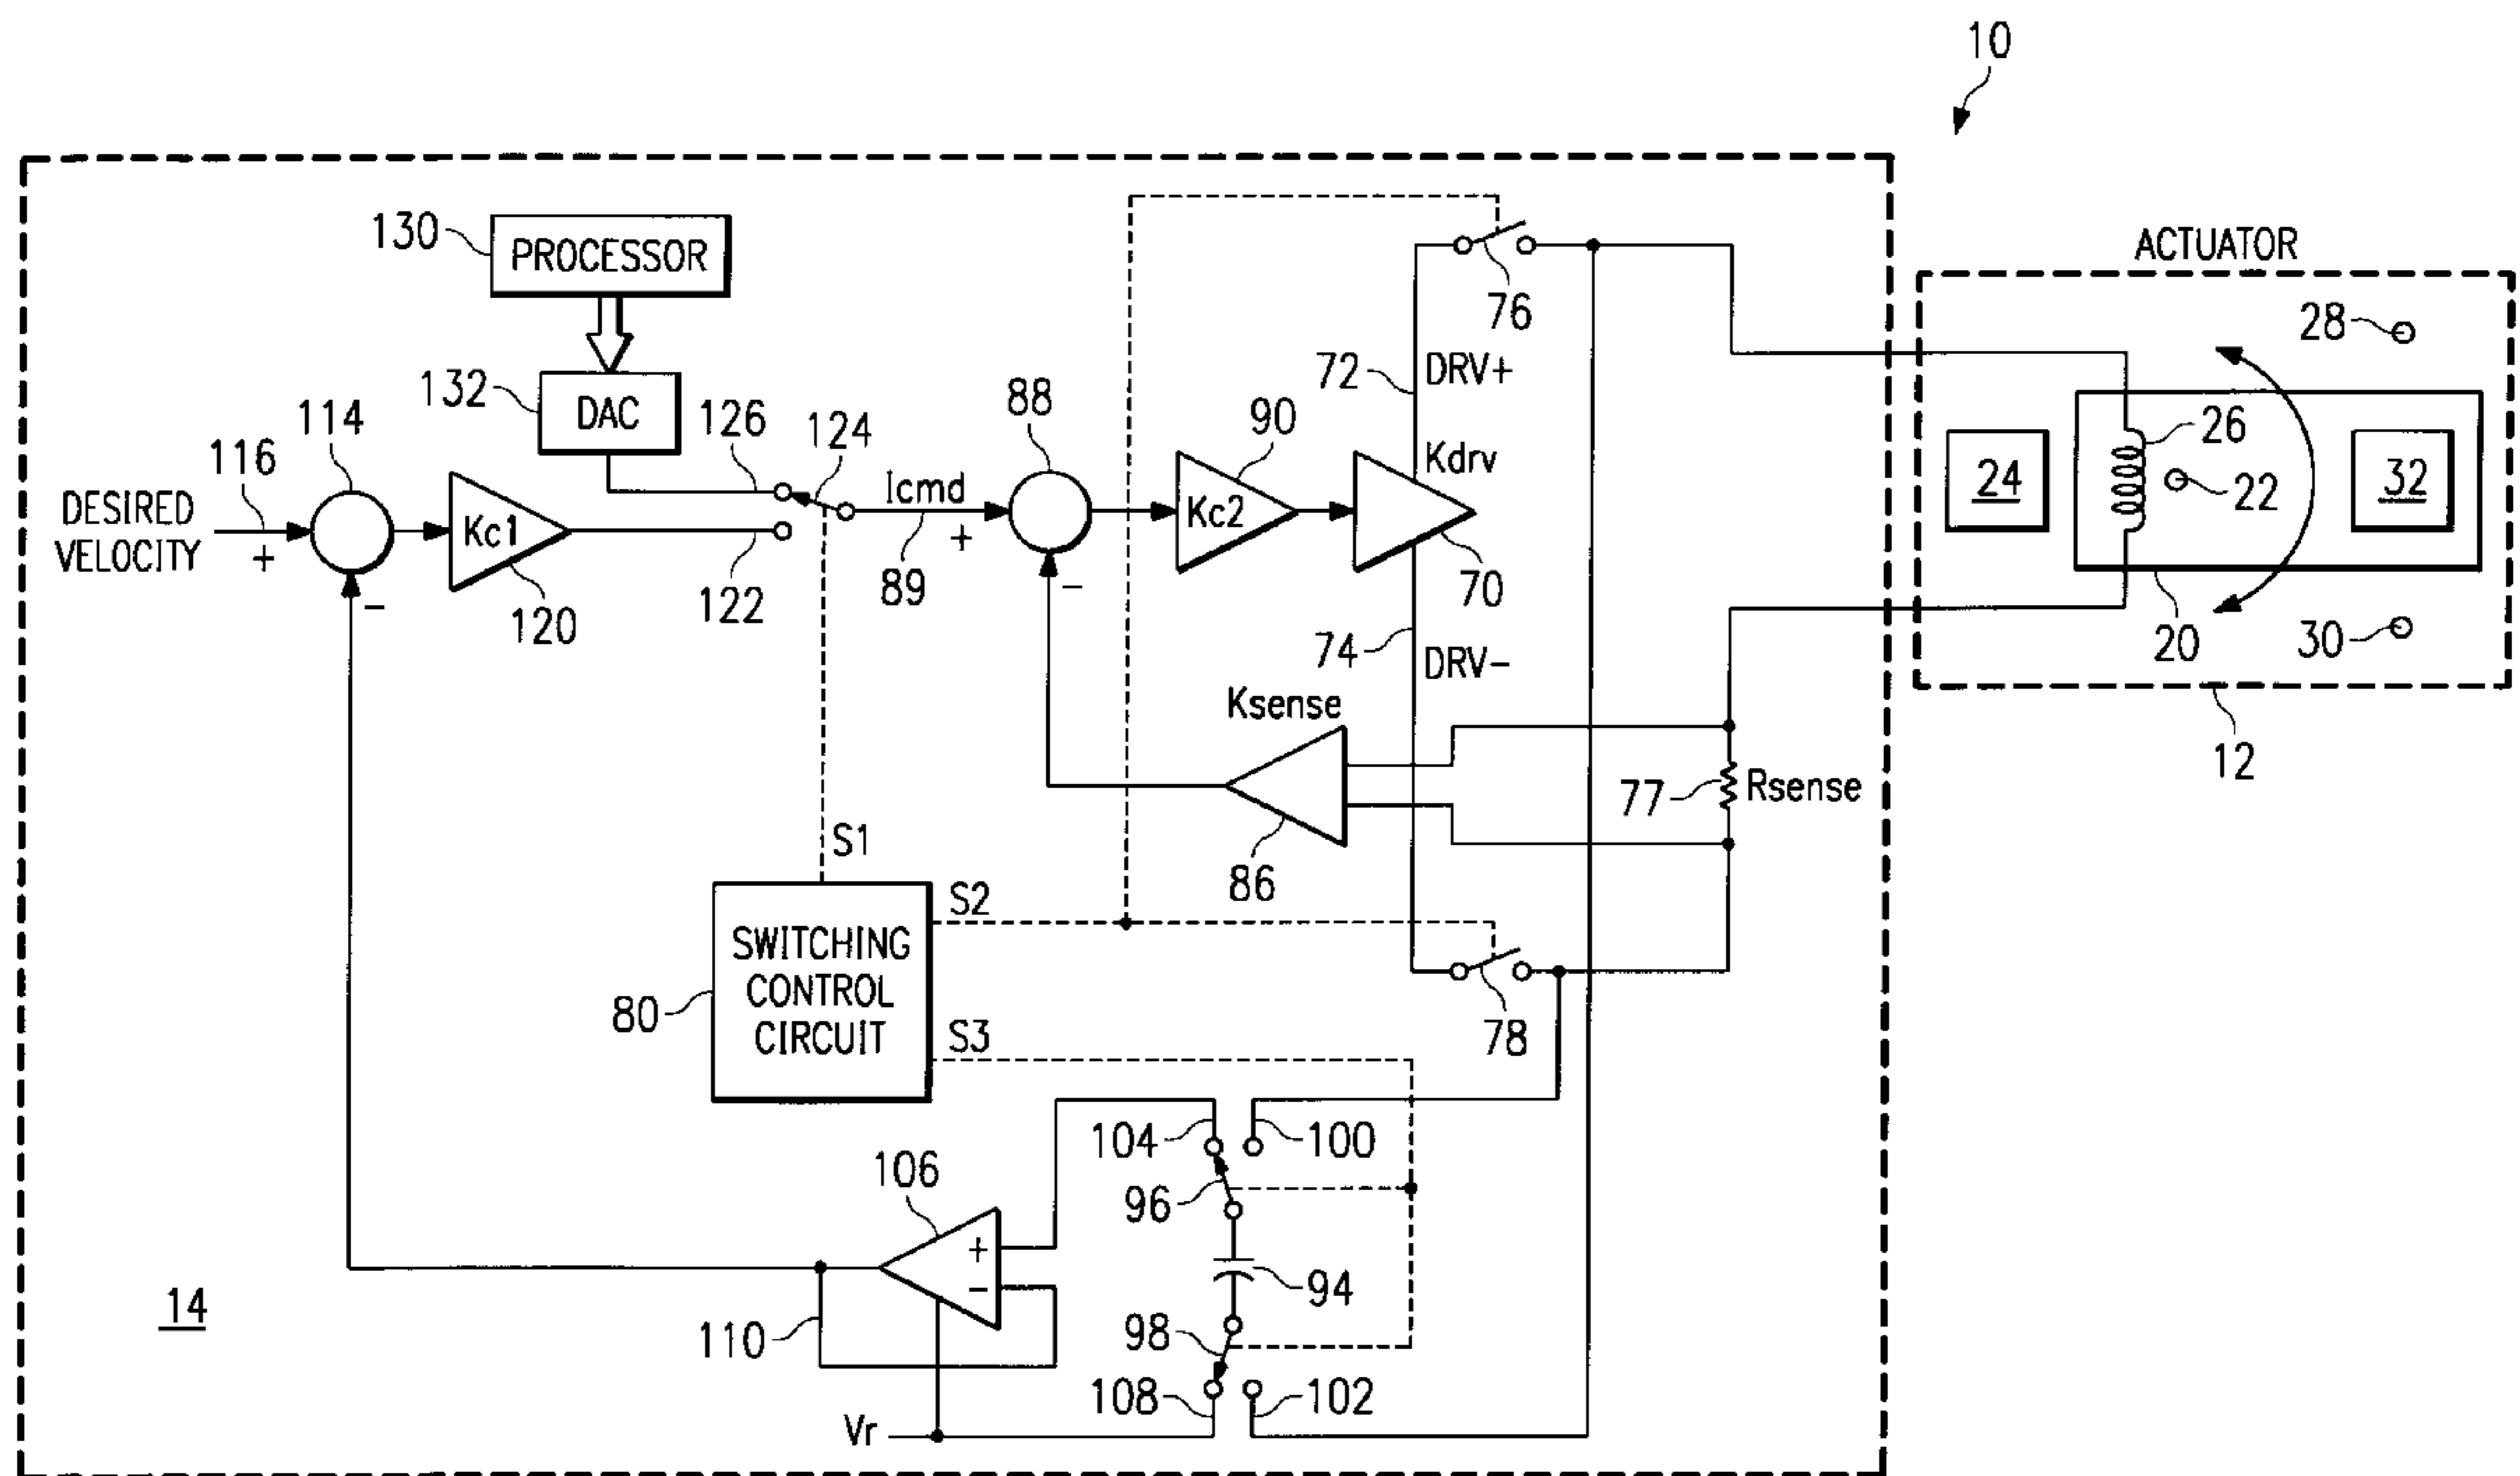 10
130
PROCESSOR
ACTUATOR
28
76
132
DAC
72
DRV+
114
126
124
88
90
26
116
Kdrv
DESIRED
VELOCITY
+
Kc1
Icmd
+
Kc2
24
22
32
-
120
122
89
-
70
74
DRV-
20
30
Ksense
12
77
Rsense
S1
86
S2
SWITCHING
CONTROL
CIRCUIT
80
S3
78
104
100
106
96
+
-
94
14
110
98
108
102
Vr